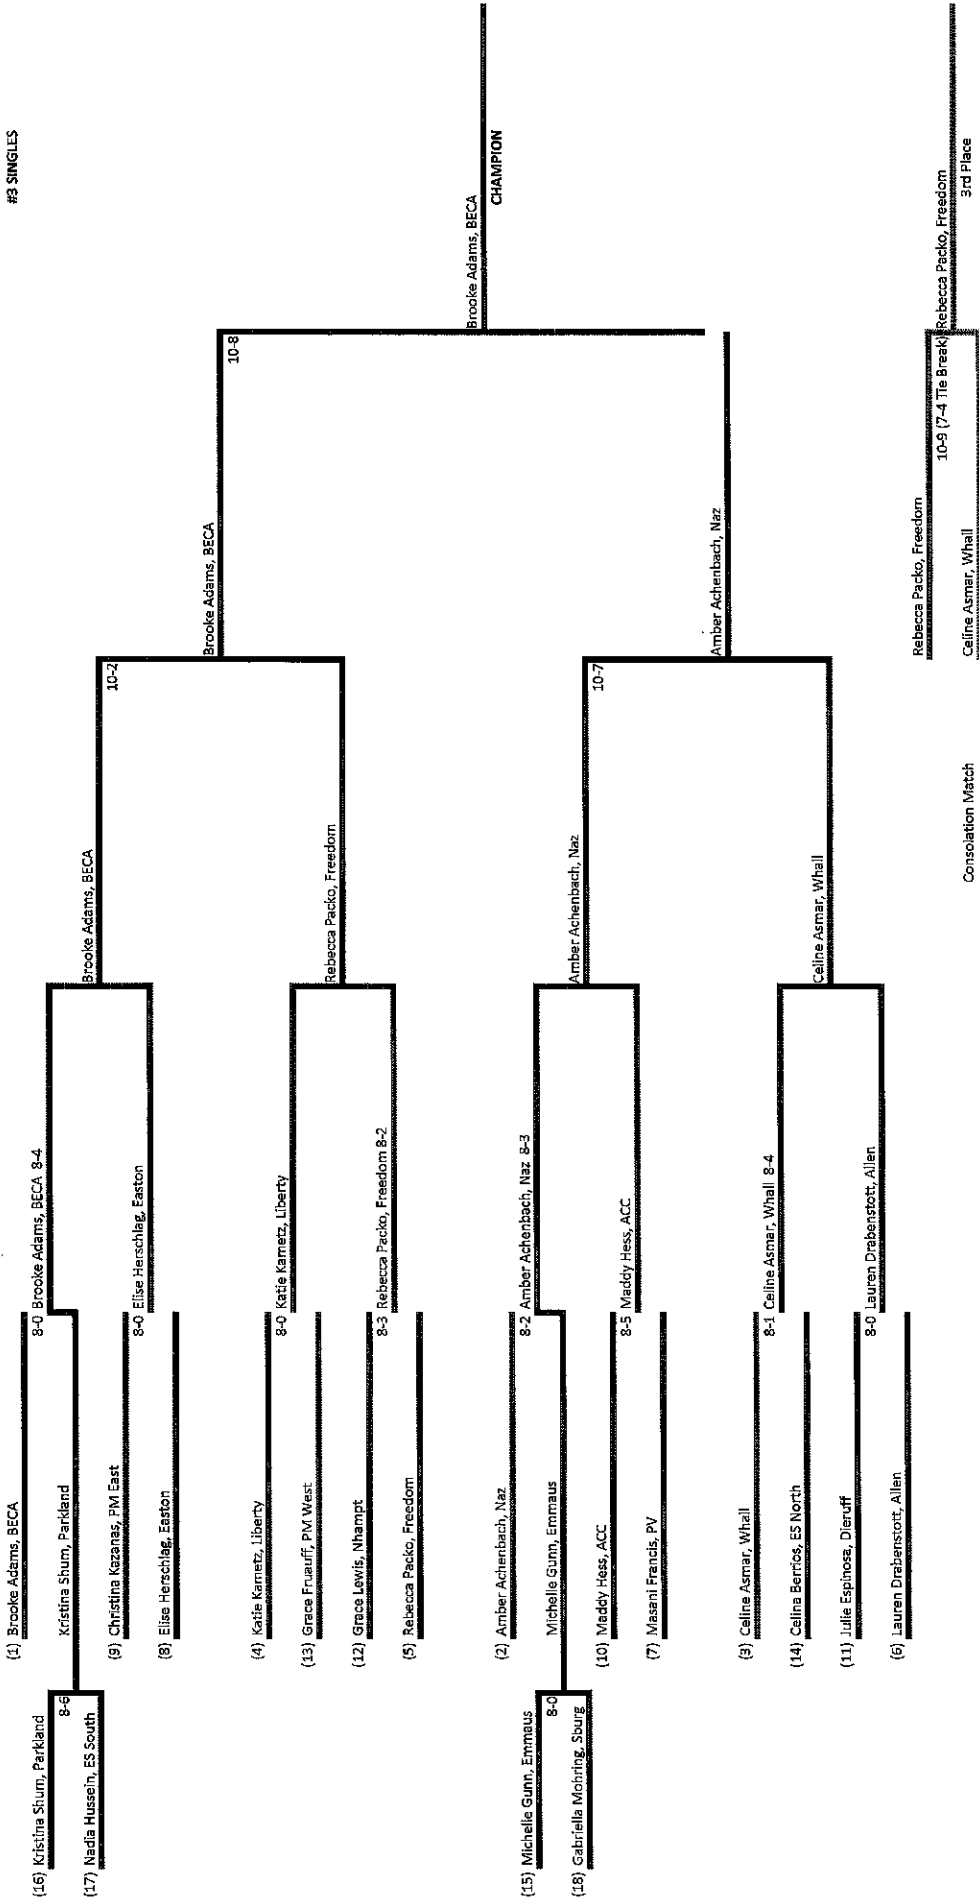 #3 SINGLES
(1) Brooke Adams, BECA
8-0 Brooke Adams, BECA 8-4
(16) Kristina Shum, Parkland
8-6
Kristina Shum, Parkland
(17) Nadia Hussein, ES South
Brooke Adams, BECA
(9) Christina Kazanas, PM East
8-0 Elise Herschlag, Easton
(8) Elise Herschlag, Easton
10-2
Brooke Adams, BECA
(4) Katie Kametz, Liberty
8-0 Katie Kametz, Liberty
(13) Grace Fruauff, PM West
Rebecca Packo, Freedom
(12) Grace Lewis, Nhampt
8-3 Rebecca Packo, Freedom 8-2
(5) Rebecca Packo, Freedom
10-8
Brooke Adams, BECA
CHAMPION
(2) Amber Achenbach, Naz
8-2 Amber Achenbach, Naz 8-3
(15) Michelle Gunn, Emmaus
8-0
Michelle Gunn, Emmaus
(18) Gabriella Mohring, Sburg
Amber Achenbach, Naz
(10) Maddy Hess, ACC
8-5 Maddy Hess, ACC
(7) Masani Francis, PV
10-7
Amber Achenbach, Naz
(3) Celine Asmar, Whall
8-1 Celine Asmar, Whall 8-4
(14) Celina Berrios, ES North
Celine Asmar, Whall
(11) Julie Espinosa, Dieruff
8-0 Lauren Drabenstott, Allen
(6) Lauren Drabenstott, Allen
Rebecca Packo, Freedom
10-9 (7-4 Tie Break) Rebecca Packo, Freedom
3rd Place
Consolation Match
Celine Asmar, Whall